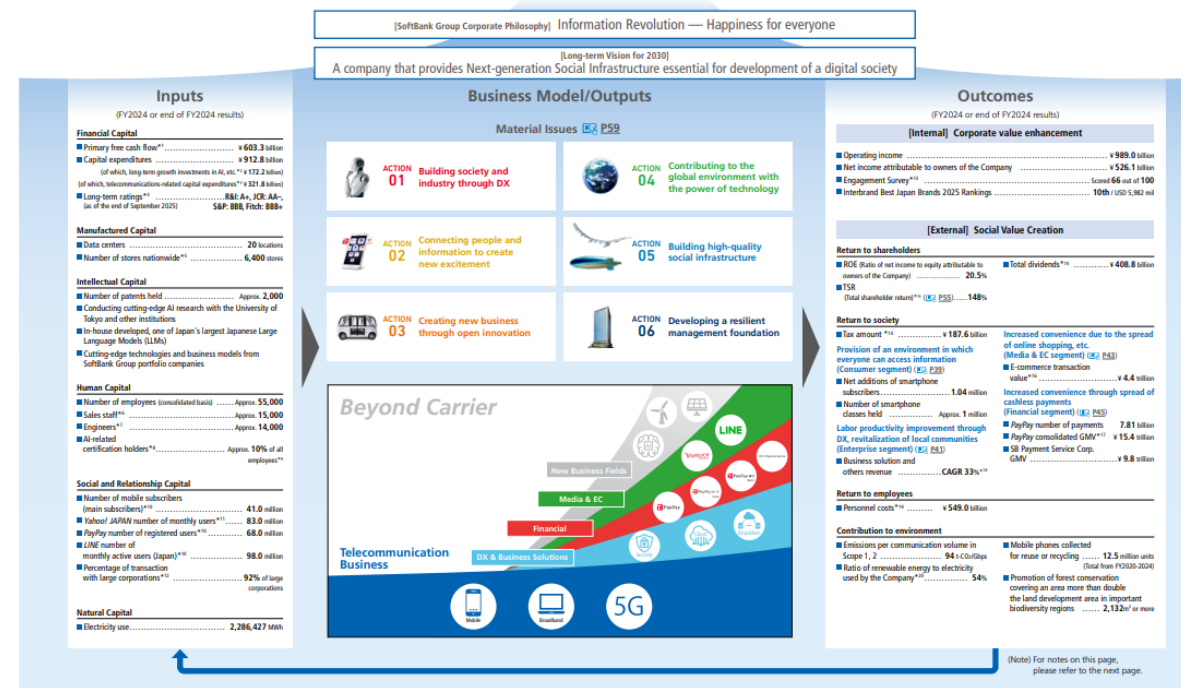 [SoftBank Group Corporate Philosophy] Information Revolution — Happiness for everyone
[Long-term Vision for 2030]
A company that provides Next-generation Social Infrastructure essential for development of a digital society
Inputs
(FY2024 or end of FY2024 results)
Financial Capital
Primary free cash flow*1 ........ ¥ 603.3 billion
Capital expenditures ........ ¥ 912.8 billion
(of which, long-term growth investments in AI, etc.*2 ¥ 172.2 billion)
(of which, telecommunications-related capital expenditures*3 ¥ 321.8 billion)
Long-term ratings*4 ........ R&I: A+, JCR: AA–,
(as of the end of September 2025) S&P: BBB, Fitch: BBB+
Manufactured Capital
Data centers ........ 20 locations
Number of stores nationwide*5 ........ 6,400 stores
Intellectual Capital
Number of patents held ........ Approx. 2,000
Conducting cutting-edge AI research with the University of
Tokyo and other institutions
In-house developed, one of Japan's largest Japanese Large
Language Models (LLMs)
Cutting-edge technologies and business models from
SoftBank Group portfolio companies
Human Capital
Number of employees (consolidated basis) ...... Approx. 55,000
Sales staff*6 ........ Approx. 15,000
Engineers*7 ........ Approx. 14,000
AI-related
certification holders*8 ........ Approx. 10% of all
employees*9
Social and Relationship Capital
Number of mobile subscribers
(main subscribers)*10 ........ 41.0 million
Yahoo! JAPAN number of monthly users*11 ...... 83.0 million
PayPay number of registered users*10 ........ 68.0 million
LINE number of
monthly active users (Japan)*10 ........ 98.0 million
Percentage of transaction
with large corporations*12 ........ 92% of large
corporations
Natural Capital
Electricity use ........ 2,286,427 MWh
Business Model/Outputs
Material Issues P59
ACTION 01 Building society and
industry through DX
ACTION 04 Contributing to the
global environment with
the power of technology
ACTION 02 Connecting people and
information to create
new excitement
ACTION 05 Building high-quality
social infrastructure
ACTION 03 Creating new business
through open innovation
ACTION 06 Developing a resilient
management foundation
Beyond Carrier
New Business Fields
Media & EC
LINE
YAHOO!
Financial
PayPay
PayPay
PayPay
DX & Business Solutions
Security
Telecommunication
Business
Mobile
Broadband
5G
Outcomes
(FY2024 or end of FY2024 results)
[Internal] Corporate value enhancement
Operating income ........ ¥ 989.0 billion
Net income attributable to owners of the Company ........ ¥ 526.1 billion
Engagement Survey*13 ........ Scored 66 out of 100
Interbrand Best Japan Brands 2025 Rankings ........ 10th / USD 5,982 mil
[External] Social Value Creation
Return to shareholders
ROE (Ratio of net income to equity attributable to
owners of the Company) ........ 20.5%
TSR
(Total shareholder return)*15 (P55) ...... 148%
Total dividends*14 ........ ¥ 408.8 billion
Return to society
Tax amount *14 ........ ¥ 187.6 billion
Provision of an environment in which
everyone can access information
(Consumer segment) (P39)
Net additions of smartphone
subscribers ........ 1.04 million
Number of smartphone
classes held ........ Approx. 1 million
Labor productivity improvement through
DX, revitalization of local communities
(Enterprise segment) (P41)
Business solution and
others revenue ........ CAGR 33%
Increased convenience due to the spread
of online shopping, etc.
(Media & EC segment) (P43)
E-commerce transaction
value*16 ........ ¥ 4.4 trillion
Increased convenience through spread of
cashless payments
(Financial segment) (P45)
PayPay number of payments 7.81 billion
PayPay consolidated GMV*17 ¥ 15.4 trillion
SB Payment Service Corp.
GMV ........ ¥ 9.8 trillion
Return to employees
Personnel costs ........ ¥ 549.0 billion
Contribution to environment
Emissions per communication volume in
Scope 1, 2 ........ 94 t-CO2/Gbps
Ratio of renewable energy to electricity
used by the Company*20 ........ 54%
Mobile phones collected
for reuse or recycling ...... 12.5 million units
(Total from FY2020-2024)
Promotion of forest conservation
covering an area more than double
the land development area in important
biodiversity regions ...... 2,132m² or more
(Note) For notes on this page,
please refer to the next page.